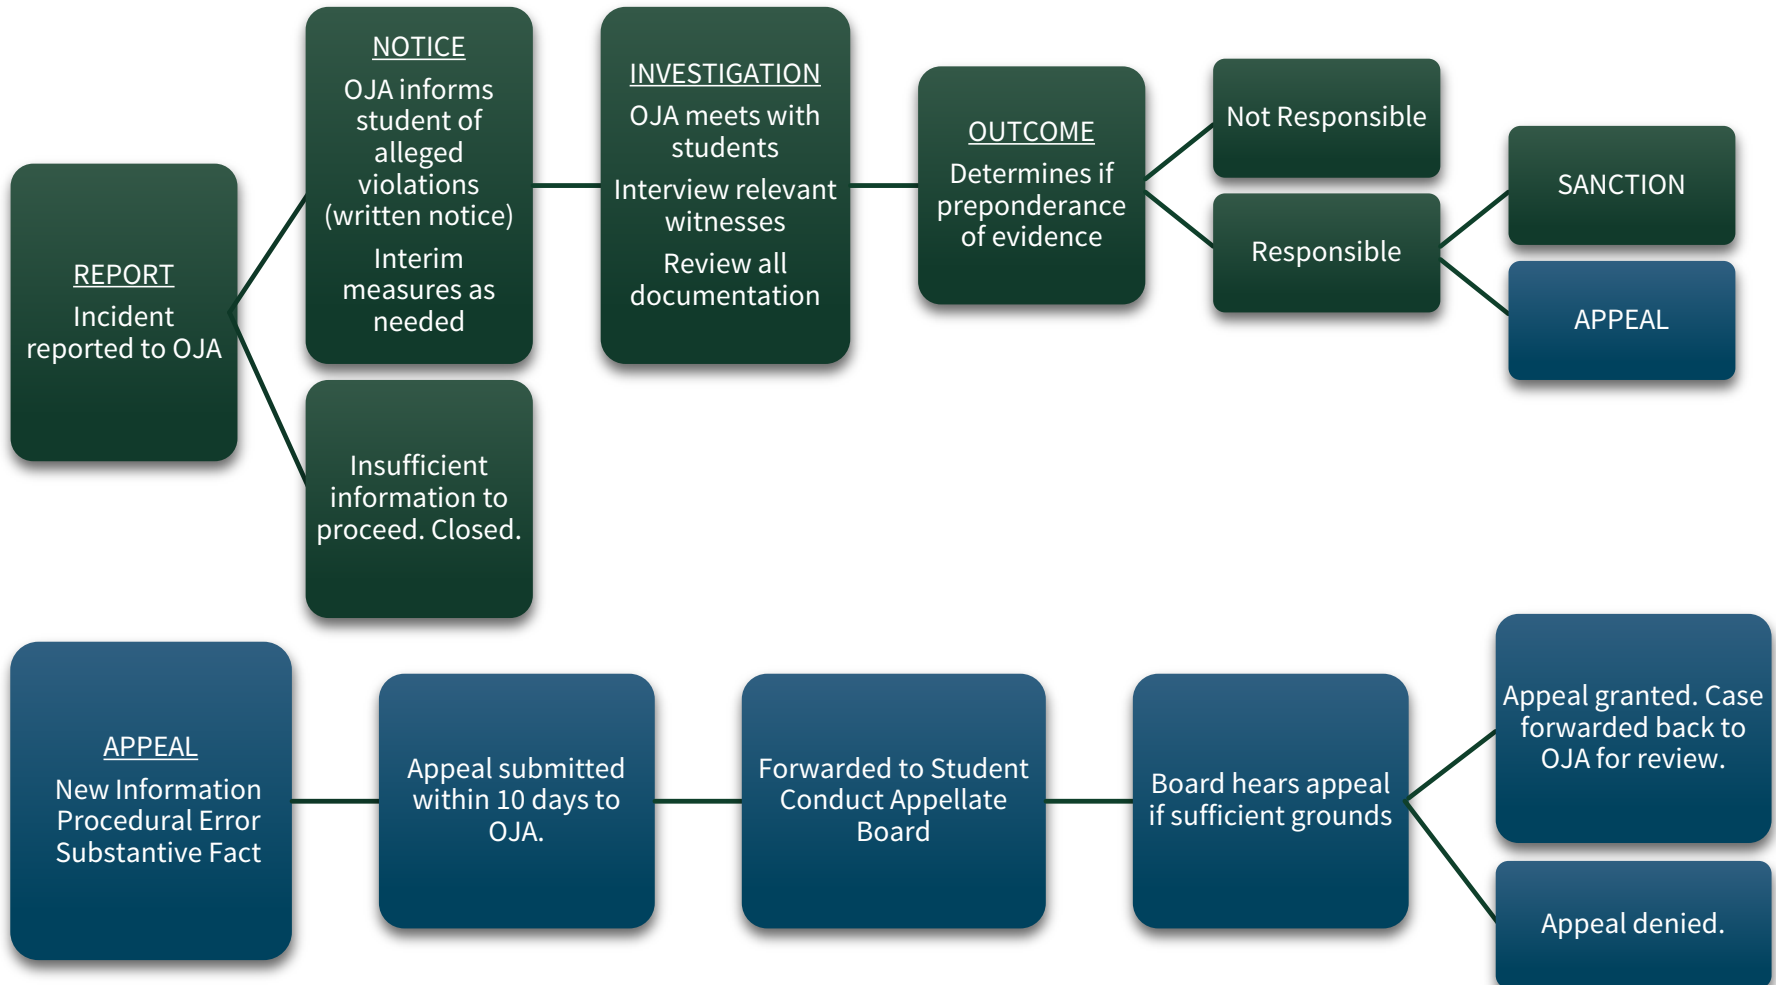 REPORT
Incident
reported to OJA
NOTICE
OJA informs
student of
alleged
violations
(written notice)
Interim
measures as
needed
Insufficient
information to
proceed. Closed.
INVESTIGATION
OJA meets with
students
Interview relevant
witnesses
Review all
documentation
OUTCOME
Determines if
preponderance
of evidence
Not Responsible
Responsible
SANCTION
APPEAL
APPEAL
New Information
Procedural Error
Substantive Fact
Appeal submitted
within 10 days to
OJA.
Forwarded to Student
Conduct Appellate
Board
Board hears appeal
if sufficient grounds
Appeal granted. Case
forwarded back to
OJA for review.
Appeal denied.